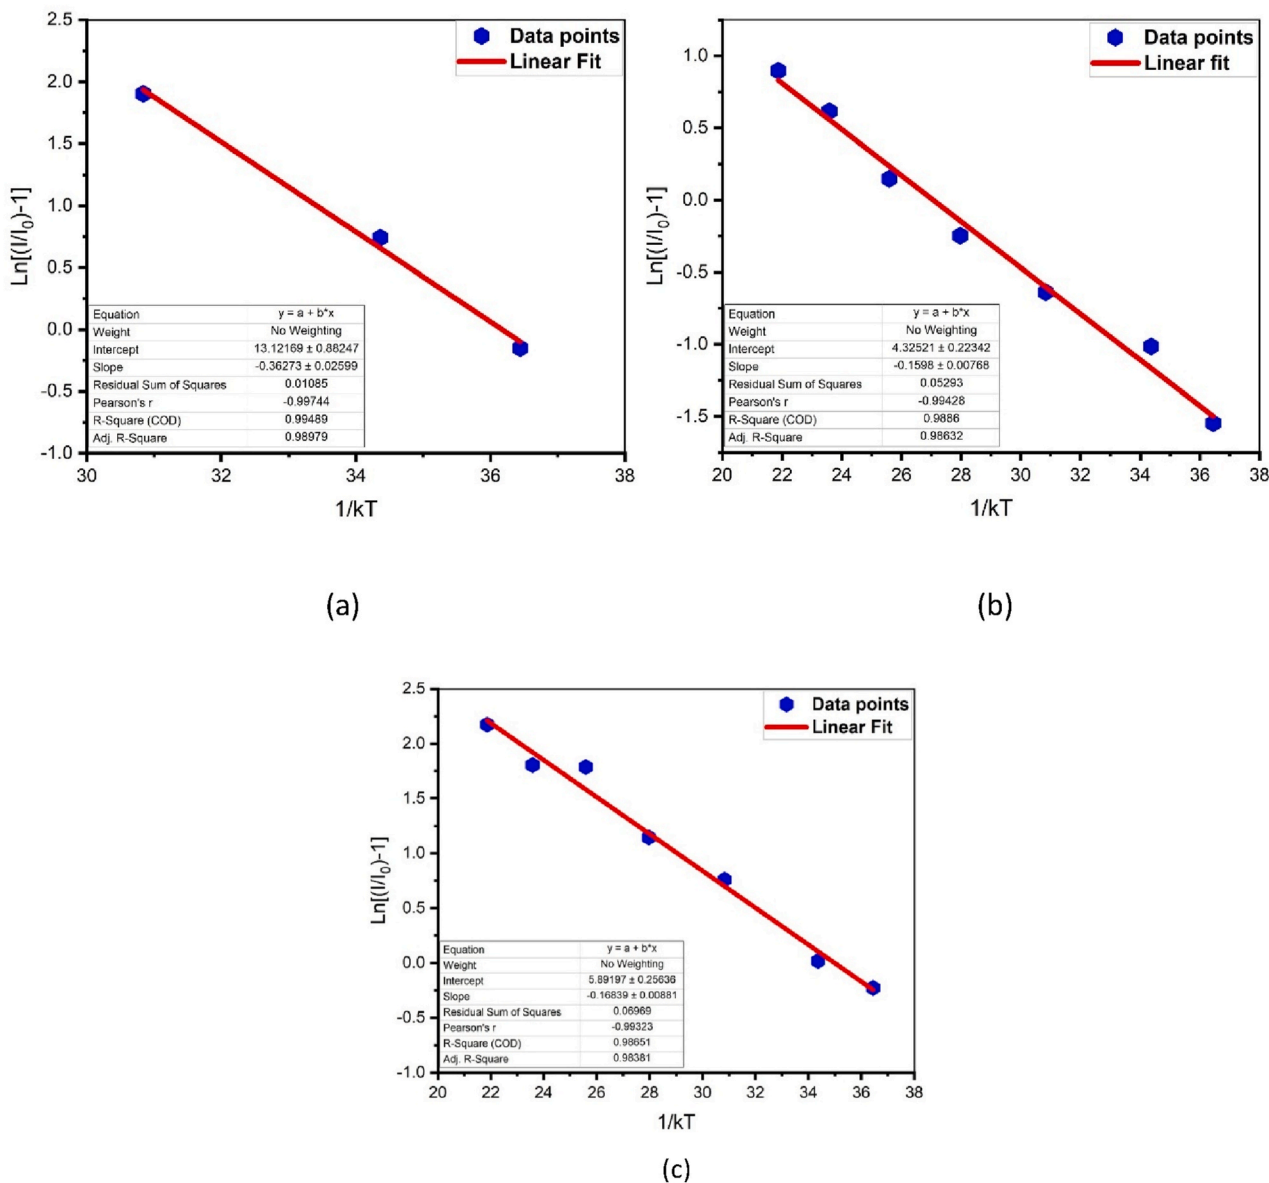 2.5
2.0
1.5
1.0
0.5
0.0
-0.5
-1.0
Ln[(I/I0)-1]
Data points
Linear Fit
Equation y = a + b*x
Weight No Weighting
Intercept 13.12169 ± 0.88247
Slope -0.36273 ± 0.02599
Residual Sum of Squares 0.01085
Pearson's r -0.99744
R-Square (COD) 0.99489
Adj. R-Square 0.98979
30 32 34 36 38
1/kT
(a)
1.0
0.5
0.0
-0.5
-1.0
-1.5
Ln[(I/I0)-1]
Data points
Linear fit
Equation y = a + b*x
Weight No Weighting
Intercept 4.32521 ± 0.22342
Slope -0.1598 ± 0.00768
Residual Sum of Squares 0.05293
Pearson's r -0.99428
R-Square (COD) 0.9886
Adj. R-Square 0.98632
20 22 24 26 28 30 32 34 36 38
1/kT
(b)
2.5
2.0
1.5
1.0
0.5
0.0
-0.5
-1.0
Ln[(I/I0)-1]
Data points
Linear Fit
Equation y = a + b*x
Weight No Weighting
Intercept 5.89197 ± 0.25636
Slope -0.16839 ± 0.00881
Residual Sum of Squares 0.06969
Pearson's r -0.99323
R-Square (COD) 0.98651
Adj. R-Square 0.98381
20 22 24 26 28 30 32 34 36 38
1/kT
(c)